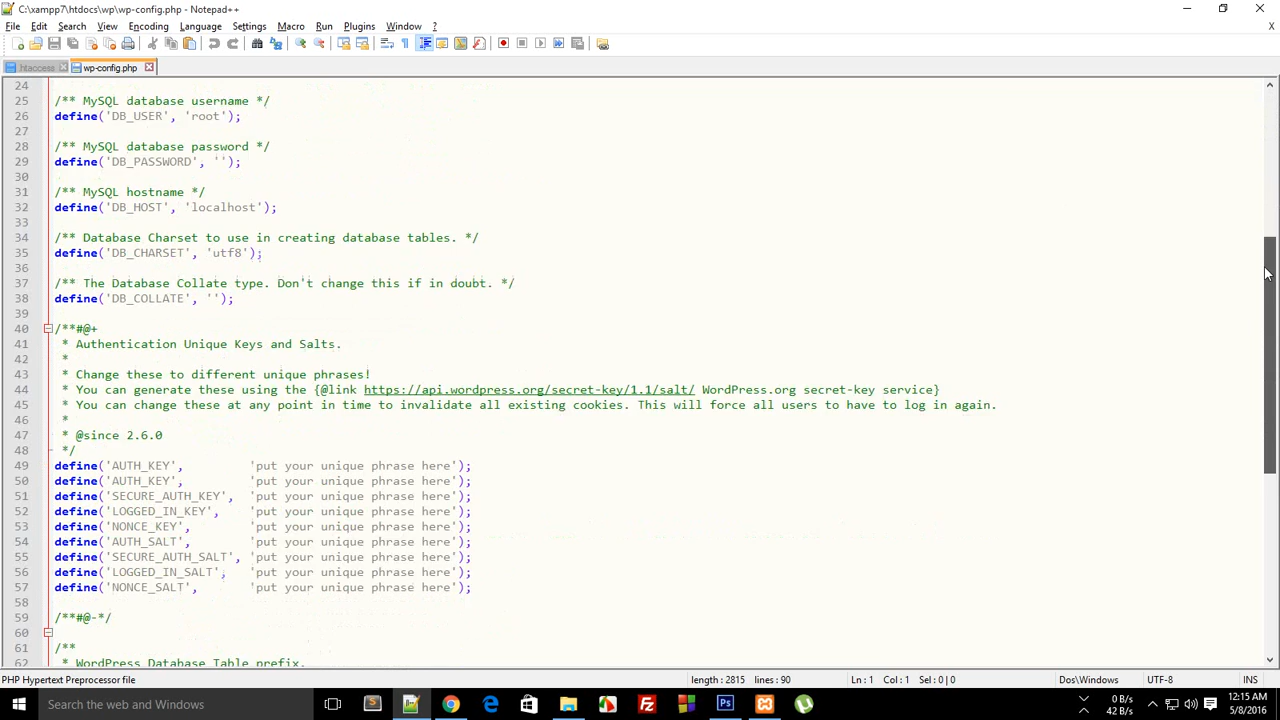 C:\xampp7\htdocs\wp\wp-config.php - Notepad++
File Edit Search View Encoding Language Settings Macro Run Plugins Window ?
X
.htaccess wp-config.php
24
25 /** MySQL database username */
26 define('DB_USER', 'root');
27
28 /** MySQL database password */
29 define('DB_PASSWORD', '');
30
31 /** MySQL hostname */
32 define('DB_HOST', 'localhost');
33
34 /** Database Charset to use in creating database tables. */
35 define('DB_CHARSET', 'utf8');
36
37 /** The Database Collate type. Don't change this if in doubt. */
38 define('DB_COLLATE', '');
39
40 /**#@+
41 * Authentication Unique Keys and Salts.
42 *
43 * Change these to different unique phrases!
44 * You can generate these using the {@link https://api.wordpress.org/secret-key/1.1/salt/ WordPress.org secret-key service}
45 * You can change these at any point in time to invalidate all existing cookies. This will force all users to have to log in again.
46 *
47 * @since 2.6.0
48 */
49 define('AUTH_KEY', 'put your unique phrase here');
50 define('AUTH_KEY', 'put your unique phrase here');
51 define('SECURE_AUTH_KEY', 'put your unique phrase here');
52 define('LOGGED_IN_KEY', 'put your unique phrase here');
53 define('NONCE_KEY', 'put your unique phrase here');
54 define('AUTH_SALT', 'put your unique phrase here');
55 define('SECURE_AUTH_SALT', 'put your unique phrase here');
56 define('LOGGED_IN_SALT', 'put your unique phrase here');
57 define('NONCE_SALT', 'put your unique phrase here');
58
59 /**#@-*/
60
61 /**
62 * WordPress Database Table prefix.
PHP Hypertext Preprocessor file length : 2815 lines : 90 Ln : 1 Col : 1 Sel : 0 | 0 Dos\Windows UTF-8 INS
Search the web and Windows
0 B/s
42 B/s
12:15 AM
5/8/2016